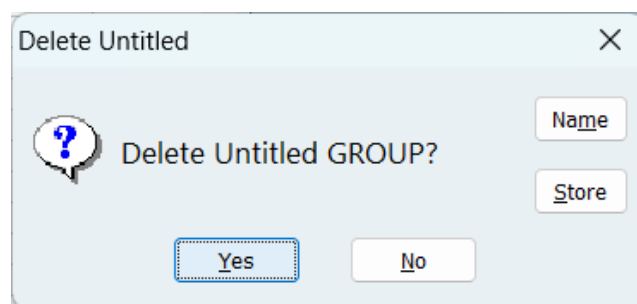 Delete Untitled
?
Delete Untitled GROUP?
Name
Store
Yes
No